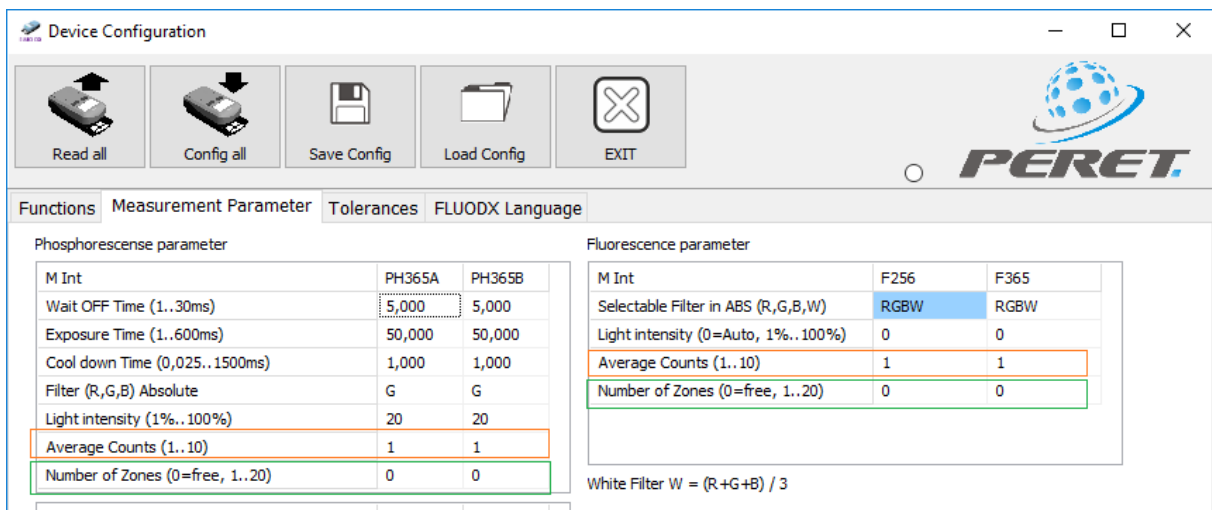 Device Configuration
Read all Config all Save Config Load Config EXIT
PERET.
Functions Measurement Parameter Tolerances FLUODX Language
Phosphorescense parameter
M Int PH365A PH365B
Wait OFF Time (1..30ms) 5,000 5,000
Exposure Time (1..600ms) 50,000 50,000
Cool down Time (0,025..1500ms) 1,000 1,000
Filter (R,G,B) Absolute G G
Light intensity (1%..100%) 20 20
Average Counts (1..10) 1 1
Number of Zones (0=free, 1..20) 0 0
Fluorescence parameter
M Int F256 F365
Selectable Filter in ABS (R,G,B,W) RGBW RGBW
Light intensity (0=Auto, 1%..100%) 0 0
Average Counts (1..10) 1 1
Number of Zones (0=free, 1..20) 0 0
White Filter W = (R+G+B) / 3